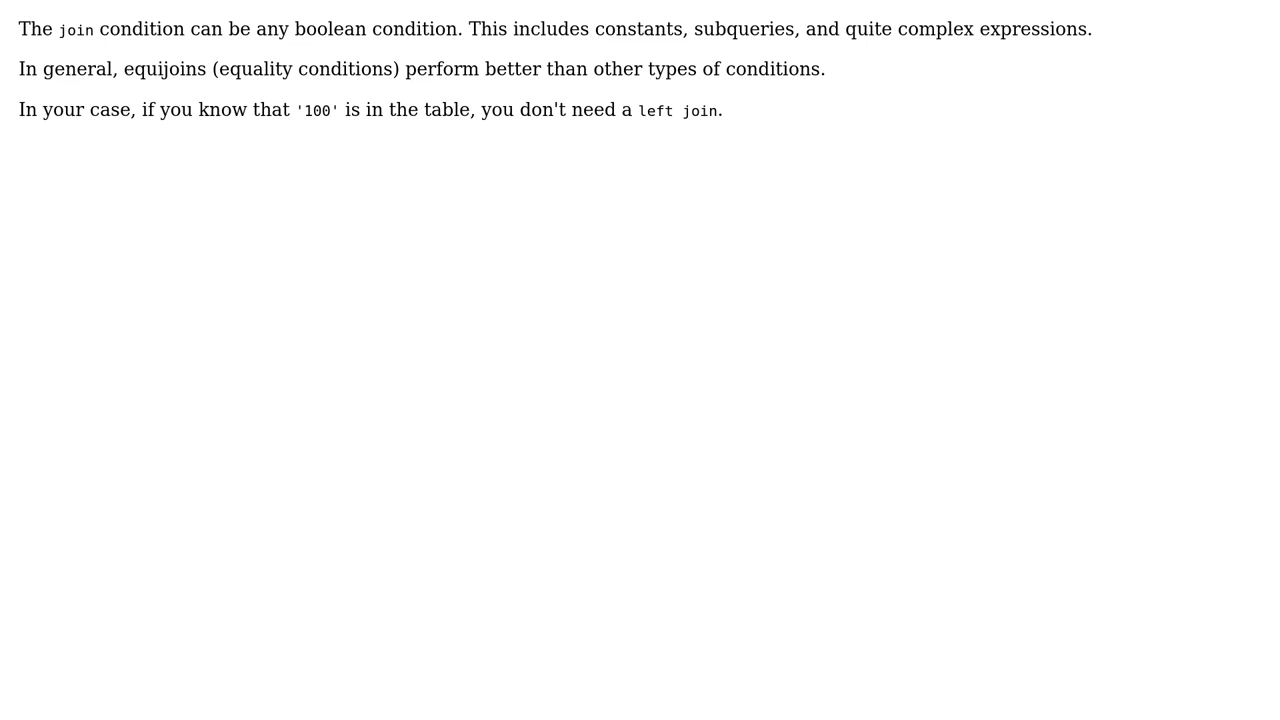 The join condition can be any boolean condition. This includes constants, subqueries, and quite complex expressions.
In general, equijoins (equality conditions) perform better than other types of conditions.
In your case, if you know that '100' is in the table, you don't need a left join.